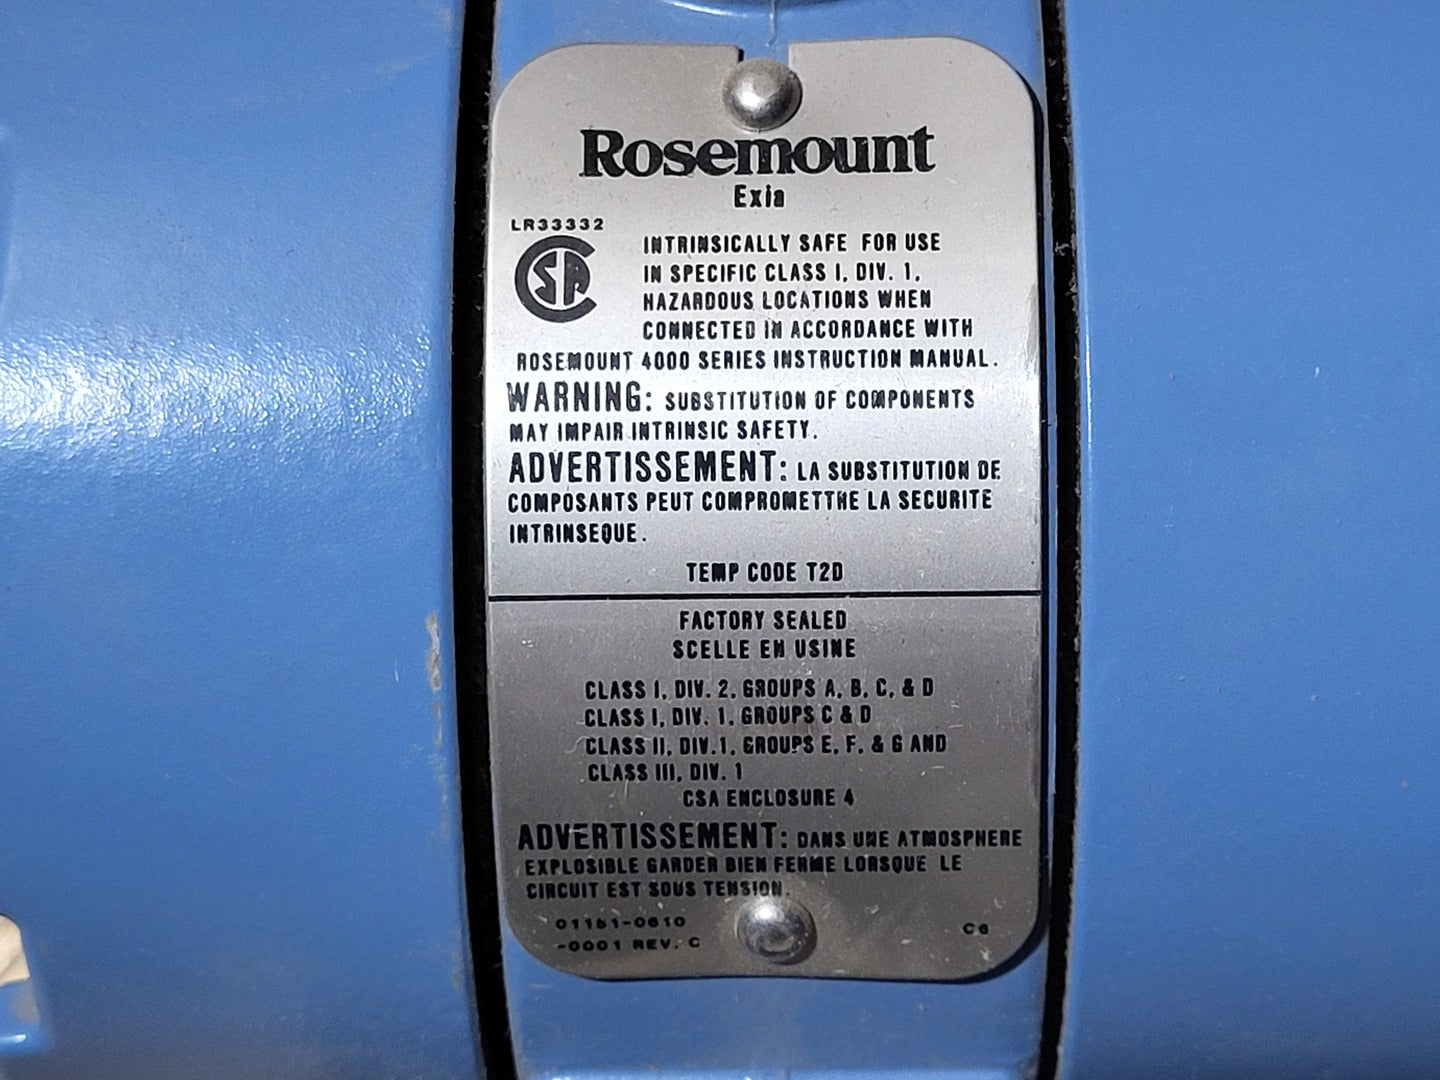 Rosemount
Exia
LR33332
CSA
INTRINSICALLY SAFE FOR USE
IN SPECIFIC CLASS I, DIV. 1,
HAZARDOUS LOCATIONS WHEN
CONNECTED IN ACCORDANCE WITH
ROSEMOUNT 4000 SERIES INSTRUCTION MANUAL.
WARNING: SUBSTITUTION OF COMPONENTS
MAY IMPAIR INTRINSIC SAFETY.
ADVERTISSEMENT: LA SUBSTITUTION DE
COMPOSANTS PEUT COMPROMETTRE LA SECURITE
INTRINSEQUE.
TEMP CODE T2D
FACTORY SEALED
SCELLE EN USINE
CLASS I, DIV. 2, GROUPS A, B, C, & D
CLASS I, DIV. 1, GROUPS C & D
CLASS II, DIV.1, GROUPS E, F, & G AND
CLASS III, DIV. 1
CSA ENCLOSURE 4
ADVERTISSEMENT: DANS UNE ATMOSPHERE
EXPLOSIBLE GARDER BIEN FERME LORSQUE LE
CIRCUIT EST SOUS TENSION.
01151-0610
-0001 REV. C
C6